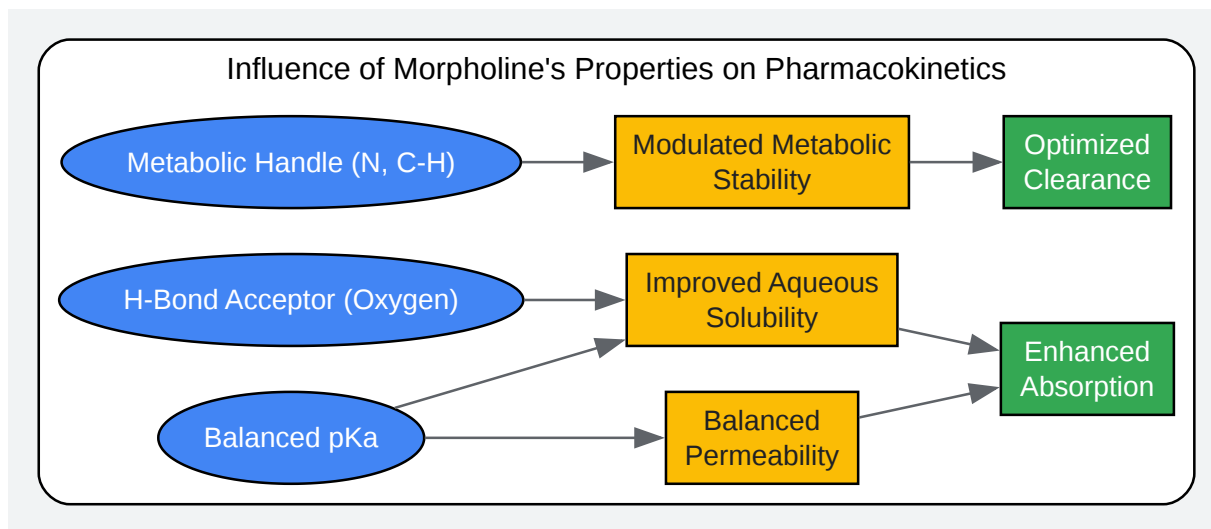 Influence of Morpholine's Properties on Pharmacokinetics
Metabolic Handle (N, C-H)
Modulated Metabolic
Stability
Optimized
Clearance
H-Bond Acceptor (Oxygen)
Improved Aqueous
Solubility
Enhanced
Absorption
Balanced pKa
Balanced
Permeability